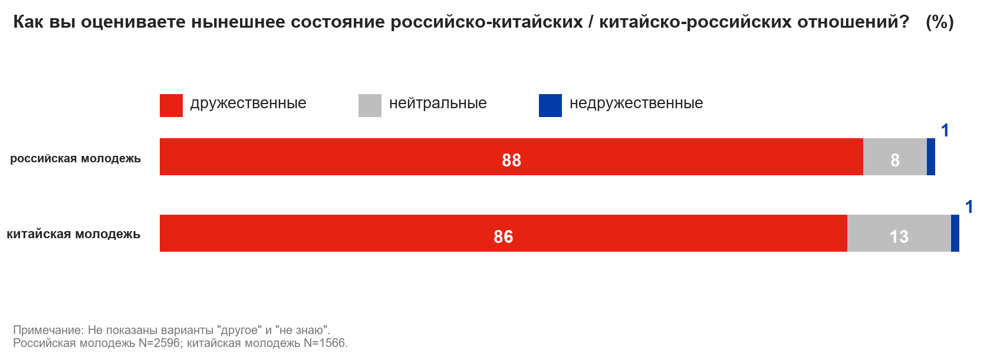 Как вы оцениваете нынешнее состояние российско-китайских / китайско-российских отношений? (%)
дружественные нейтральные недружественные
1
российская молодежь 88 8
1
китайская молодежь 86 13
Примечание: Не показаны варианты "другое" и "не знаю".
Российская молодежь N=2596; китайская молодежь N=1566.